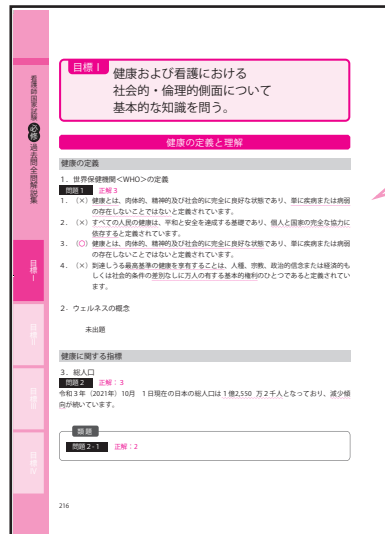 看護師国家試験 必修 過去問全問解説集
目標Ⅰ
目標Ⅱ
目標Ⅲ
目標Ⅳ
目標Ⅰ
健康および看護における
社会的・倫理的側面について
基本的な知識を問う。
健康の定義と理解
健康の定義
1. 世界保健機関<WHO>の定義
問題1 正解3
1. (×) 健康とは、肉体的、精神的及び社会的に完全に良好な状態であり、単に疾病または病弱
の存在しないことではないと定義されています。
2. (×) すべての人民の健康は、平和と安全を達成する基礎であり、個人と国家の完全な協力に
依存すると定義されています。
3. (○) 健康とは、肉体的、精神的及び社会的に完全に良好な状態であり、単に疾病または病弱
の存在しないことではないと定義されています。
4. (×) 到達しうる最高基準の健康を享有することは、人種、宗教、政治的信念または経済的も
しくは社会的条件の差別なしに万人の有する基本的権利のひとつであると定義されてい
ます。
2. ウェルネスの概念
未出題
健康に関する指標
3. 総人口
問題2 正解:3
令和3年(2021年)10月 1日現在の日本の総人口は1億2,550 万2千人となっており、減少傾
向が続いています。
類題
問題2-1 正解:2
216